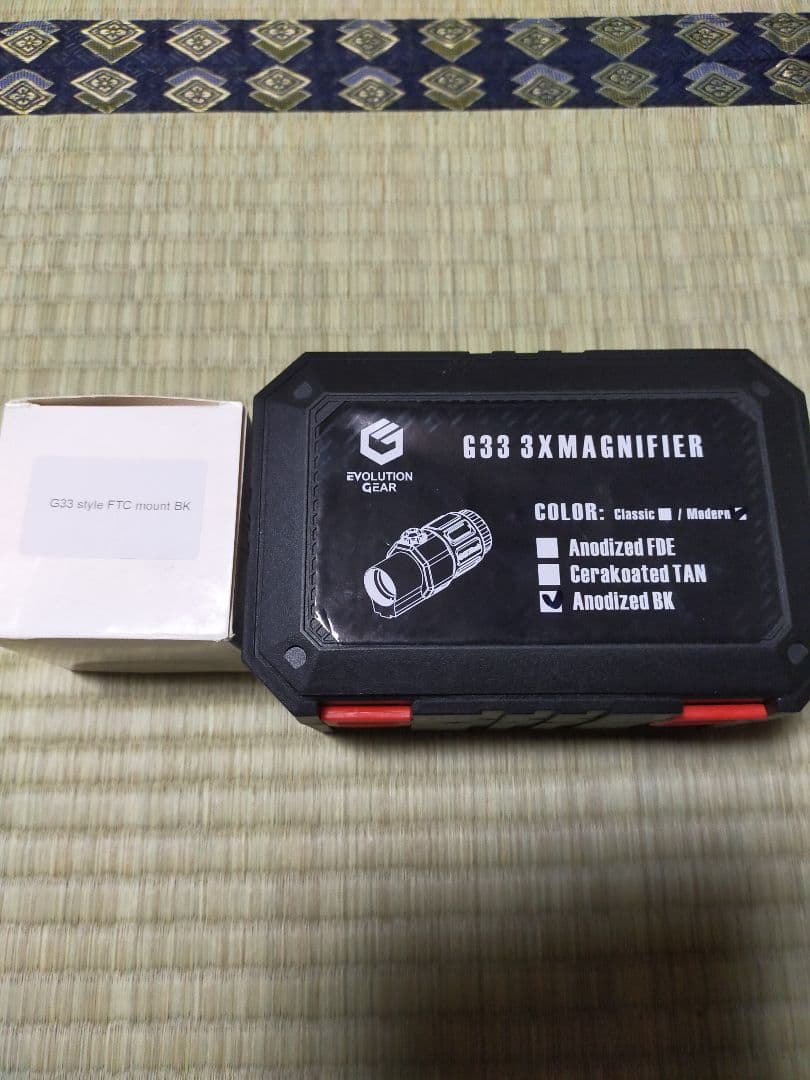 G33 style FTC mount BK
EVOLUTION
GEAR
G33 3XMAGNIFIER
COLOR: Classic / Modern
Anodized FDE
Cerakoated TAN
Anodized BK